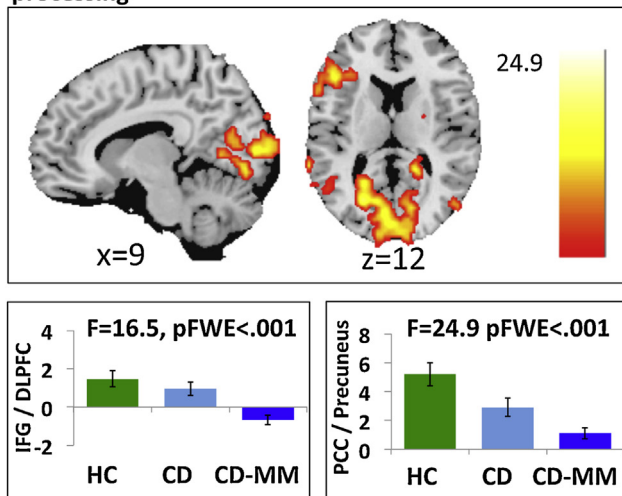 processing
24.9
x=9
z=12
F=16.5, pFWE<.001
4
2
0
-2
IFG / DLPFC
HC CD CD-MM
F=24.9 pFWE<.001
8
6
4
2
0
PCC / Precuneus
HC CD CD-MM